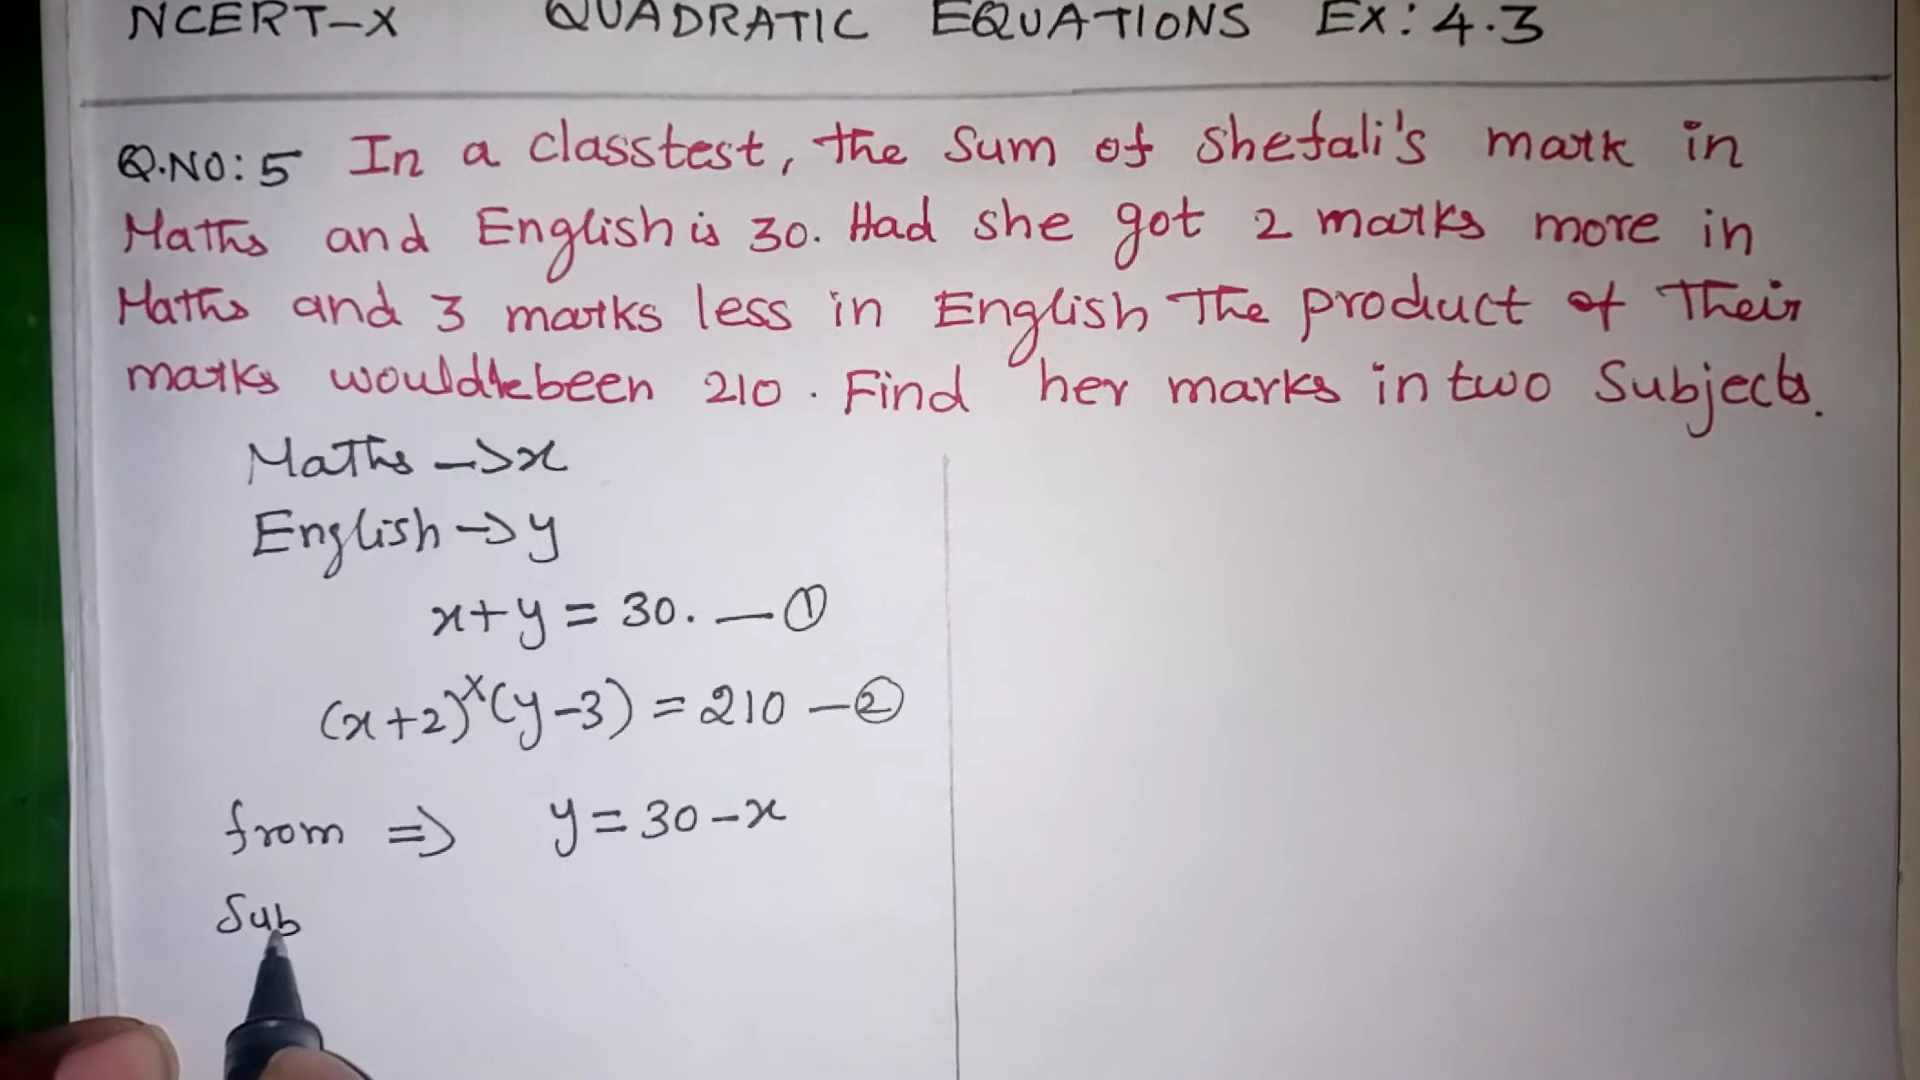 NCERT-X QUADRATIC EQUATIONS EX: 4.3
Q.NO: 5 In a classtest, the Sum of Shefali's mark in
Maths and English is 30. Had she got 2 marks more in
Maths and 3 marks less in English The product of Their
marks would been 210. Find her marks in two Subjects.
Maths -> x
English -> y
x+y = 30. — ①
(x+2)×(y-3) = 210 — ②
from => y = 30-x
Sub